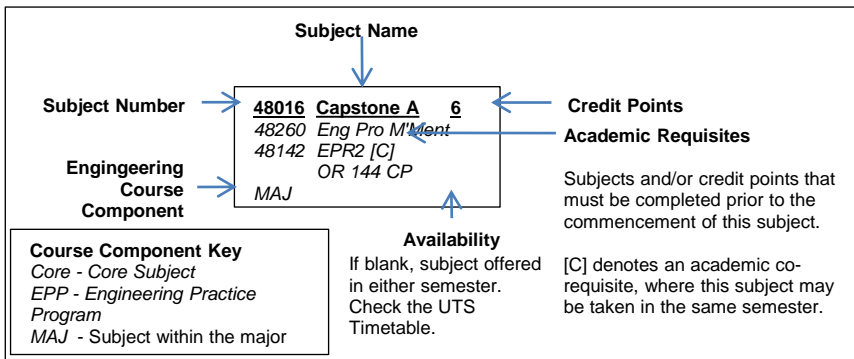 Subject Name
Subject Number
48016 Capstone A 6
48260 Eng Pro M'Ment
48142 EPR2 [C]
OR 144 CP
MAJ
Credit Points
Academic Requisites
Subjects and/or credit points that
must be completed prior to the
commencement of this subject.
[C] denotes an academic co-
requisite, where this subject may
be taken in the same semester.
Engingeering
Course
Component
Availability
If blank, subject offered
in either semester.
Check the UTS
Timetable.
Course Component Key
Core - Core Subject
EPP - Engineering Practice
Program
MAJ - Subject within the major